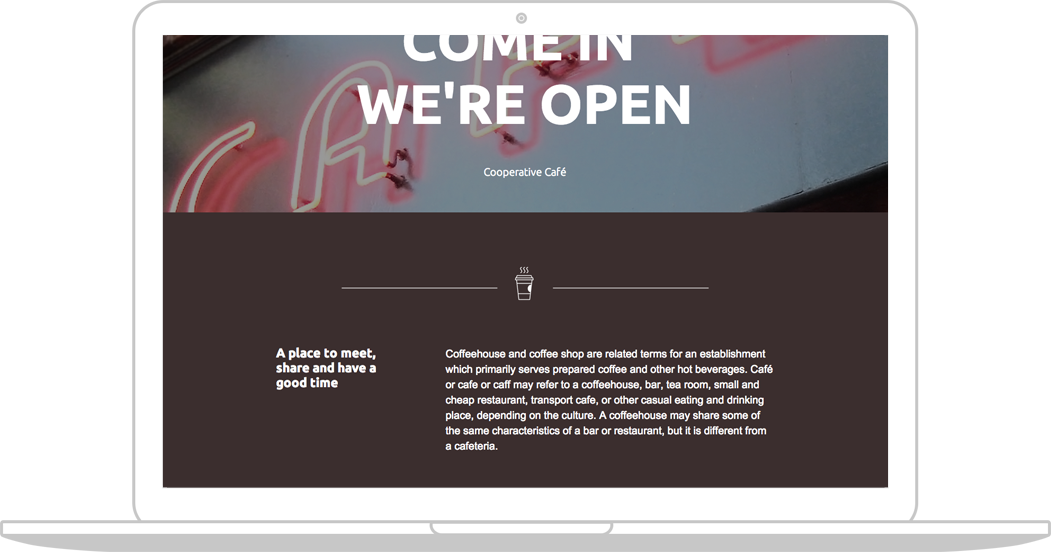 COME IN
WE'RE OPEN
Cooperative Café
A place to meet,
share and have a
good time
Coffeehouse and coffee shop are related terms for an establishment
which primarily serves prepared coffee and other hot beverages. Café
or cafe or caff may refer to a coffeehouse, bar, tea room, small and
cheap restaurant, transport cafe, or other casual eating and drinking
place, depending on the culture. A coffeehouse may share some of
the same characteristics of a bar or restaurant, but it is different from
a cafeteria.